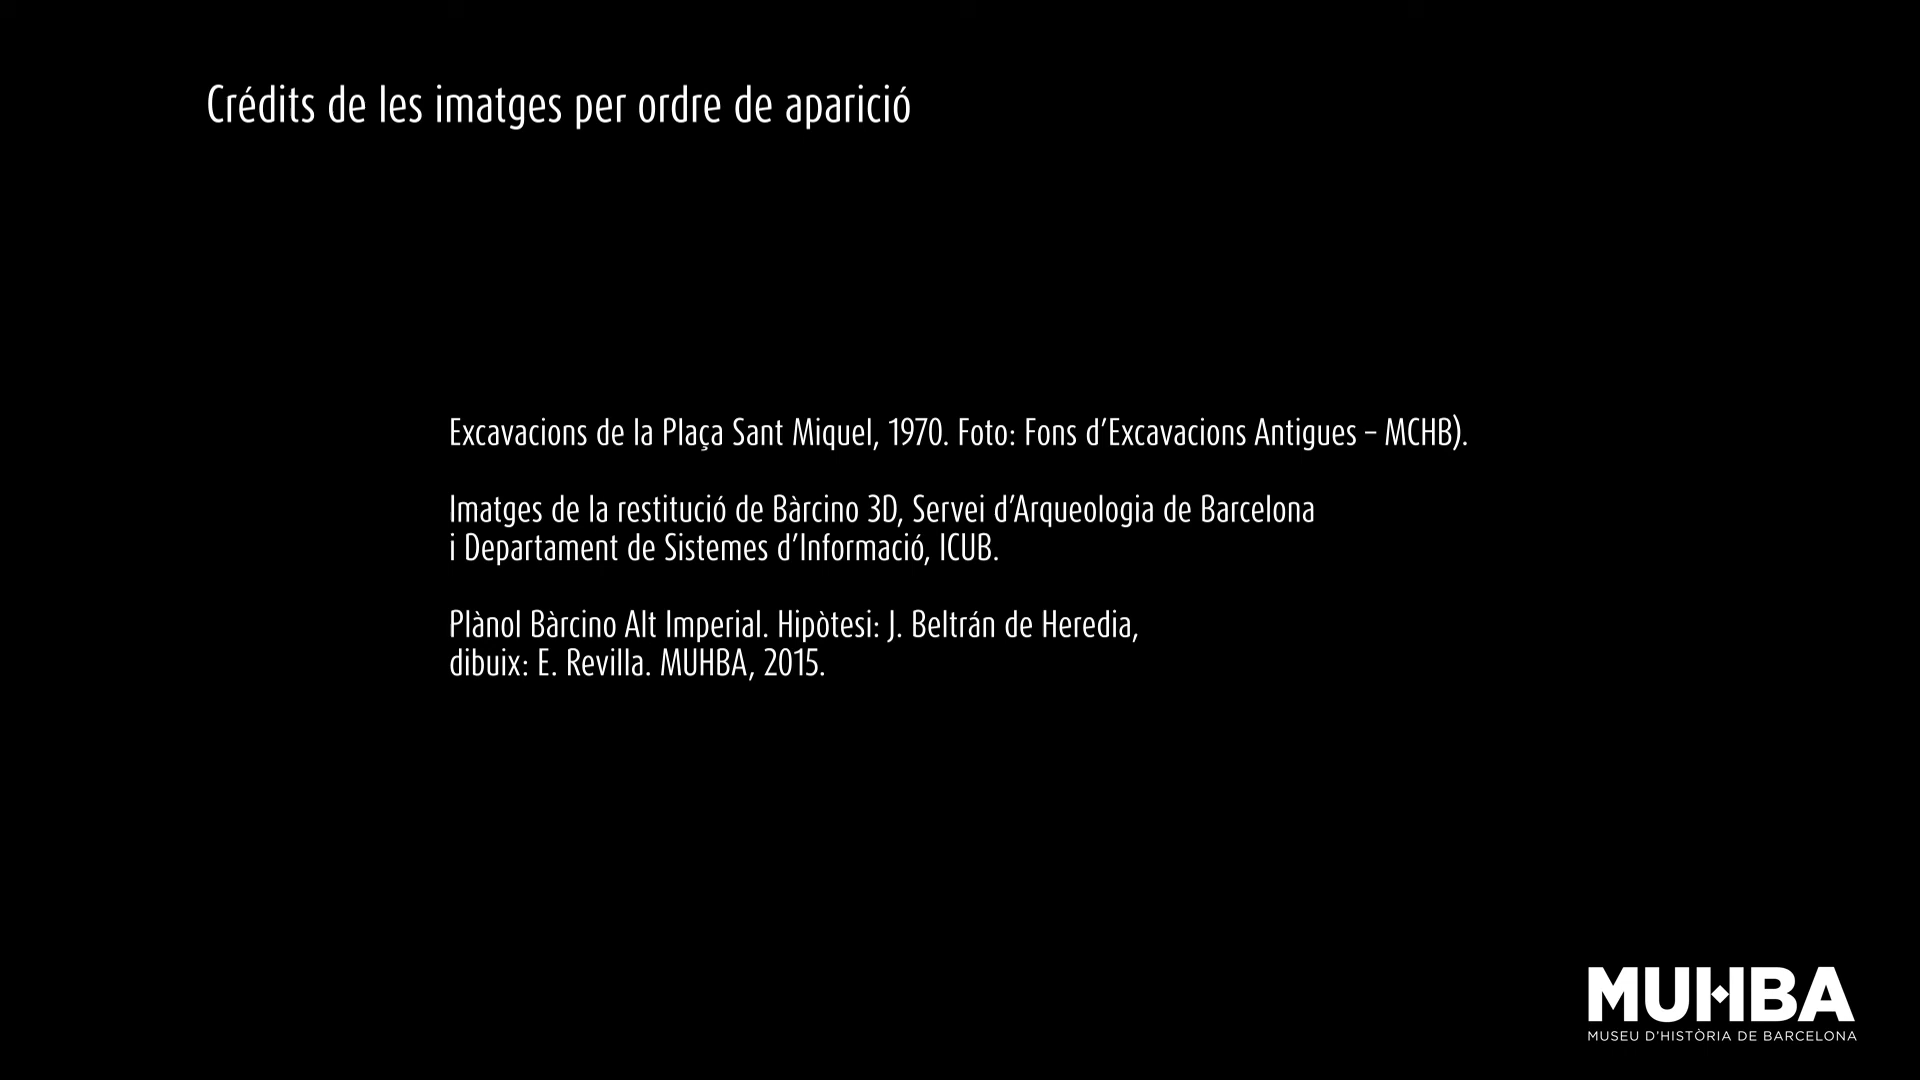 Crédits de les imatges per ordre de aparició
Excavacions de la Plaça Sant Miquel, 1970. Foto: Fons d’Excavacions Antigues – MCHB).
Imatges de la restitució de Bàrcino 3D, Servei d’Arqueologia de Barcelona
i Departament de Sistemes d’Informació, ICUB.
Plànol Bàrcino Alt Imperial. Hipòtesi: J. Beltrán de Heredia,
dibuix: E. Revilla. MUHBA, 2015.
MUHBA
MUSEU D’HISTÒRIA DE BARCELONA